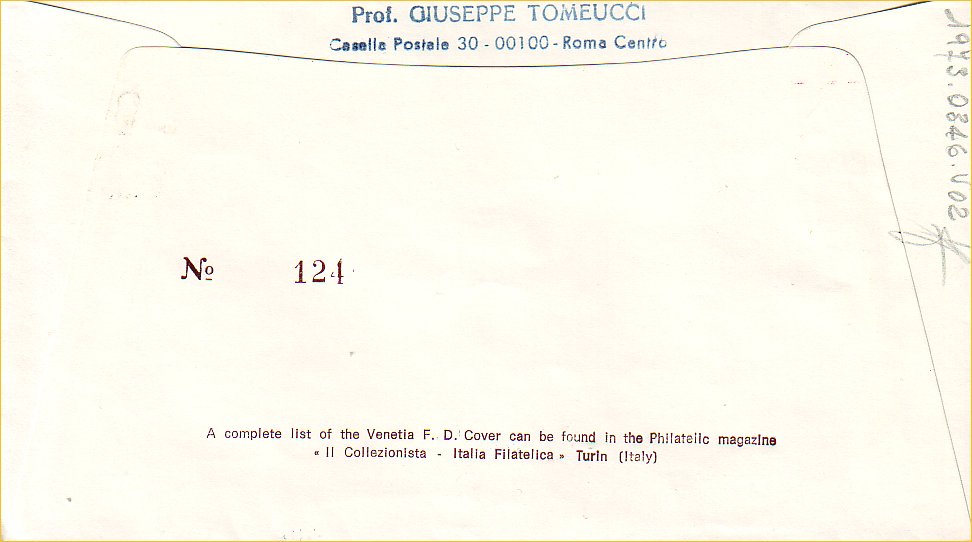 Prof. GIUSEPPE TOMEUCCI
Casella Postale 30 - 00100 - Roma Centro
1973.0846.V02
No 124
A complete list of the Venetia F. D. Cover can be found in the Philatelic magazine
« Il Collezionista - Italia Filatelica » Turin (Italy)